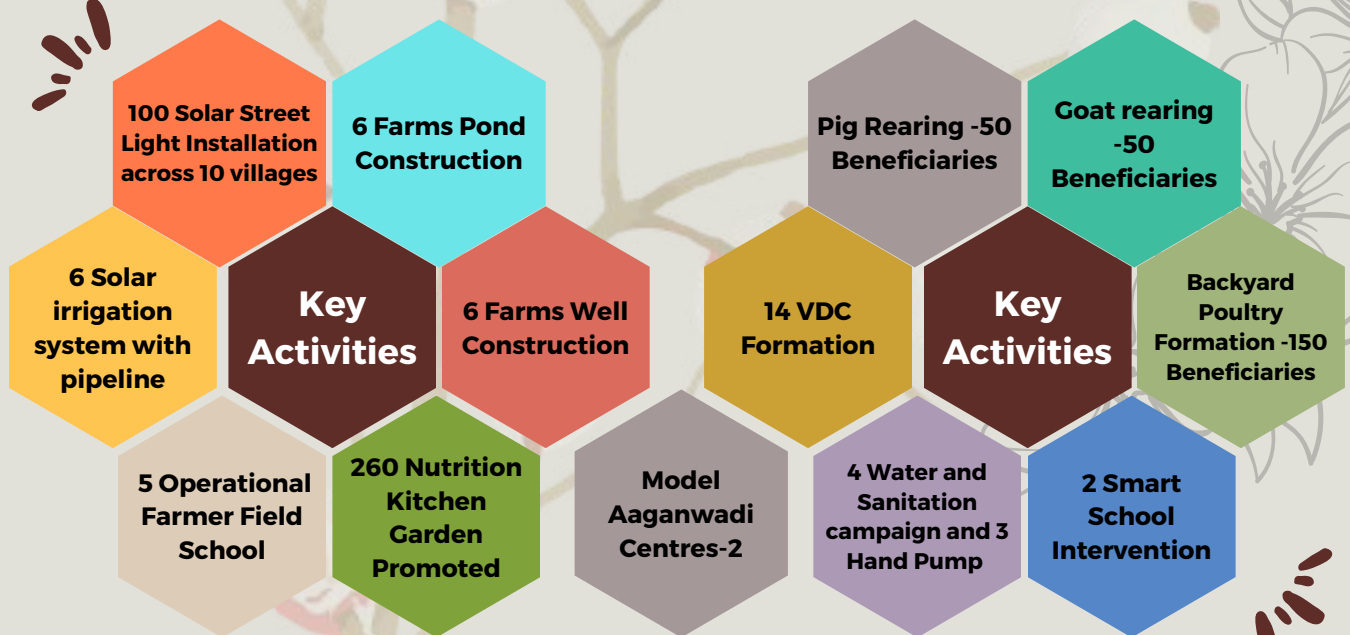 100 Solar Street
Light Installation
across 10 villages
6 Farms Pond
Construction
6 Solar
irrigation
system with
pipeline
Key
Activities
6 Farms Well
Construction
5 Operational
Farmer Field
School
260 Nutrition
Kitchen
Garden
Promoted
Pig Rearing -50
Beneficiaries
Goat rearing
-50
Beneficiaries
14 VDC
Formation
Key
Activities
Backyard
Poultry
Formation -150
Beneficiaries
Model
Aaganwadi
Centres-2
4 Water and
Sanitation
campaign and 3
Hand Pump
2 Smart
School
Intervention